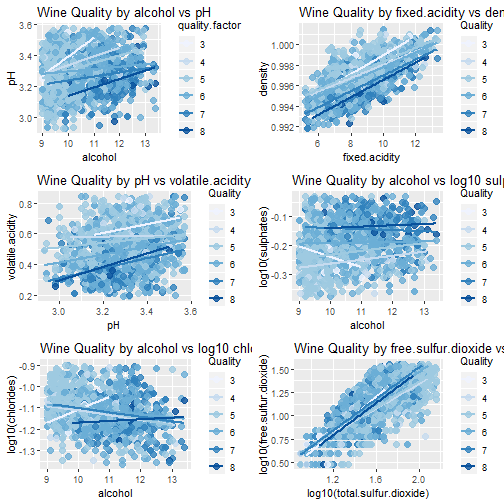 Wine Quality by alcohol vs pH
quality.factor
3
4
5
6
7
8
pH
3.6
3.4
3.2
3.0
9 10 11 12 13
alcohol
Wine Quality by fixed.acidity vs den
Quality
3
4
5
6
7
8
density
1.000
0.998
0.996
0.994
0.992
6 8 10 12
fixed.acidity
Wine Quality by pH vs volatile.acidity
Quality
3
4
5
6
7
8
volatile.acidity
0.8
0.6
0.4
0.2
3.0 3.2 3.4 3.6
pH
Wine Quality by alcohol vs log10 sulp
Quality
3
4
5
6
7
8
log10(sulphates)
-0.1
-0.2
-0.3
9 10 11 12 13
alcohol
Wine Quality by alcohol vs log10 chl
Quality
3
4
5
6
7
8
log10(chlorides)
-0.9
-1.0
-1.1
-1.2
-1.3
9 10 11 12 13
alcohol
Wine Quality by free.sulfur.dioxide vs
Quality
3
4
5
6
7
8
log10(free.sulfur.dioxide)
1.50
1.25
1.00
0.75
0.50
1.2 1.6 2.0
log10(total.sulfur.dioxide)